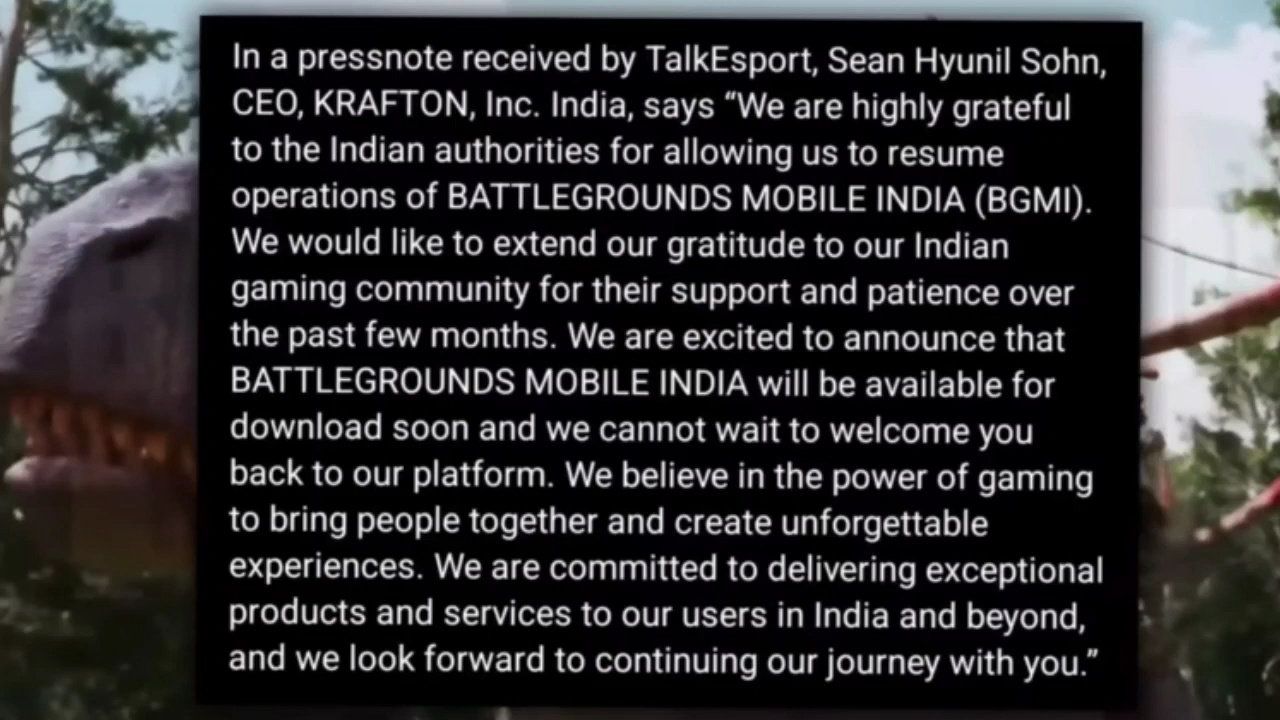 In a pressnote received by TalkEsport, Sean Hyunil Sohn,
CEO, KRAFTON, Inc. India, says “We are highly grateful
to the Indian authorities for allowing us to resume
operations of BATTLEGROUNDS MOBILE INDIA (BGMI).
We would like to extend our gratitude to our Indian
gaming community for their support and patience over
the past few months. We are excited to announce that
BATTLEGROUNDS MOBILE INDIA will be available for
download soon and we cannot wait to welcome you
back to our platform. We believe in the power of gaming
to bring people together and create unforgettable
experiences. We are committed to delivering exceptional
products and services to our users in India and beyond,
and we look forward to continuing our journey with you.”